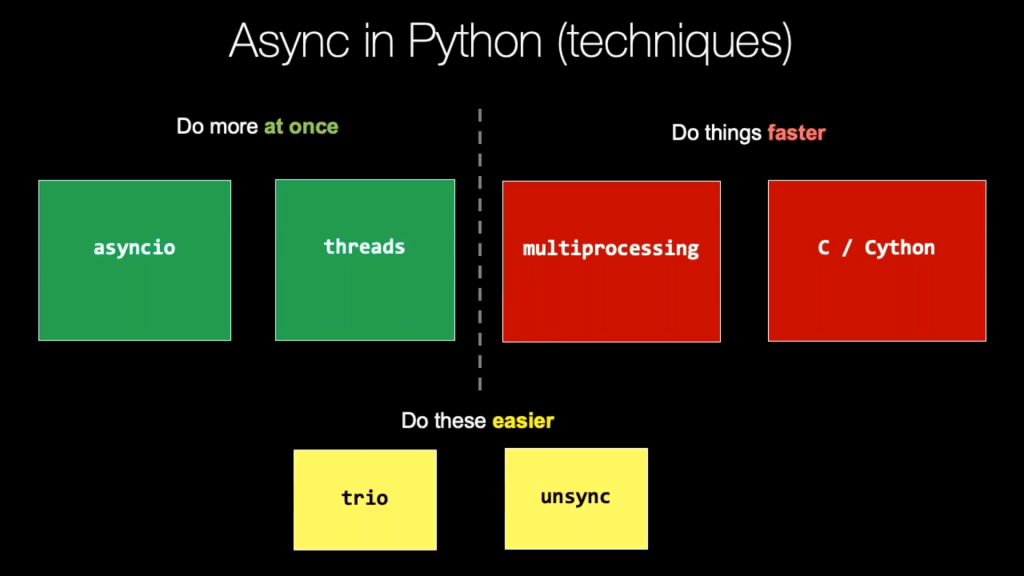 Async in Python (techniques)
Do more at once
Do things faster
asyncio
threads
multiprocessing
C / Cython
Do these easier
trio
unsync